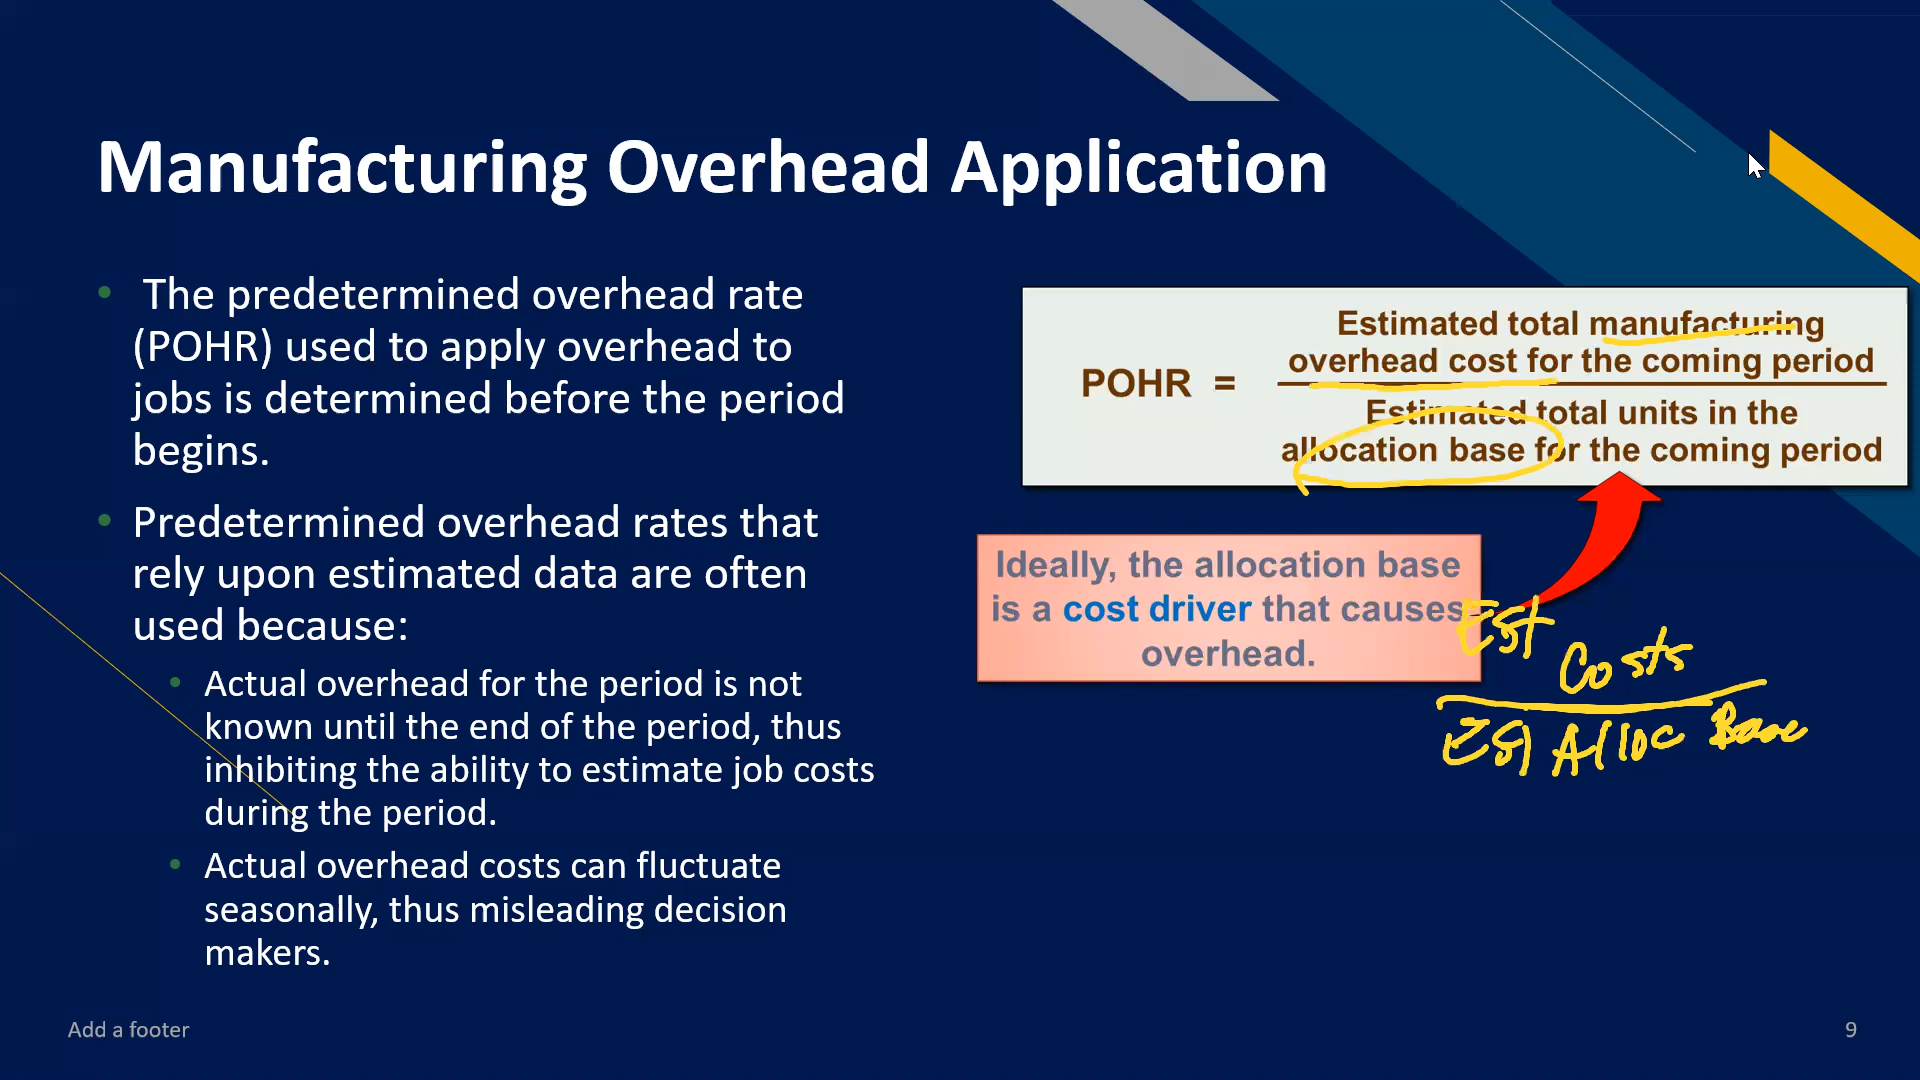 Manufacturing Overhead Application
• The predetermined overhead rate
(POHR) used to apply overhead to
jobs is determined before the period
begins.
• Predetermined overhead rates that
rely upon estimated data are often
used because:
• Actual overhead for the period is not
known until the end of the period, thus
inhibiting the ability to estimate job costs
during the period.
• Actual overhead costs can fluctuate
seasonally, thus misleading decision
makers.
POHR =
Estimated total manufacturing
overhead cost for the coming period
Estimated total units in the
allocation base for the coming period
Ideally, the allocation base
is a cost driver that causes
overhead.
Est Costs
Est Alloc Base
Add a footer
9